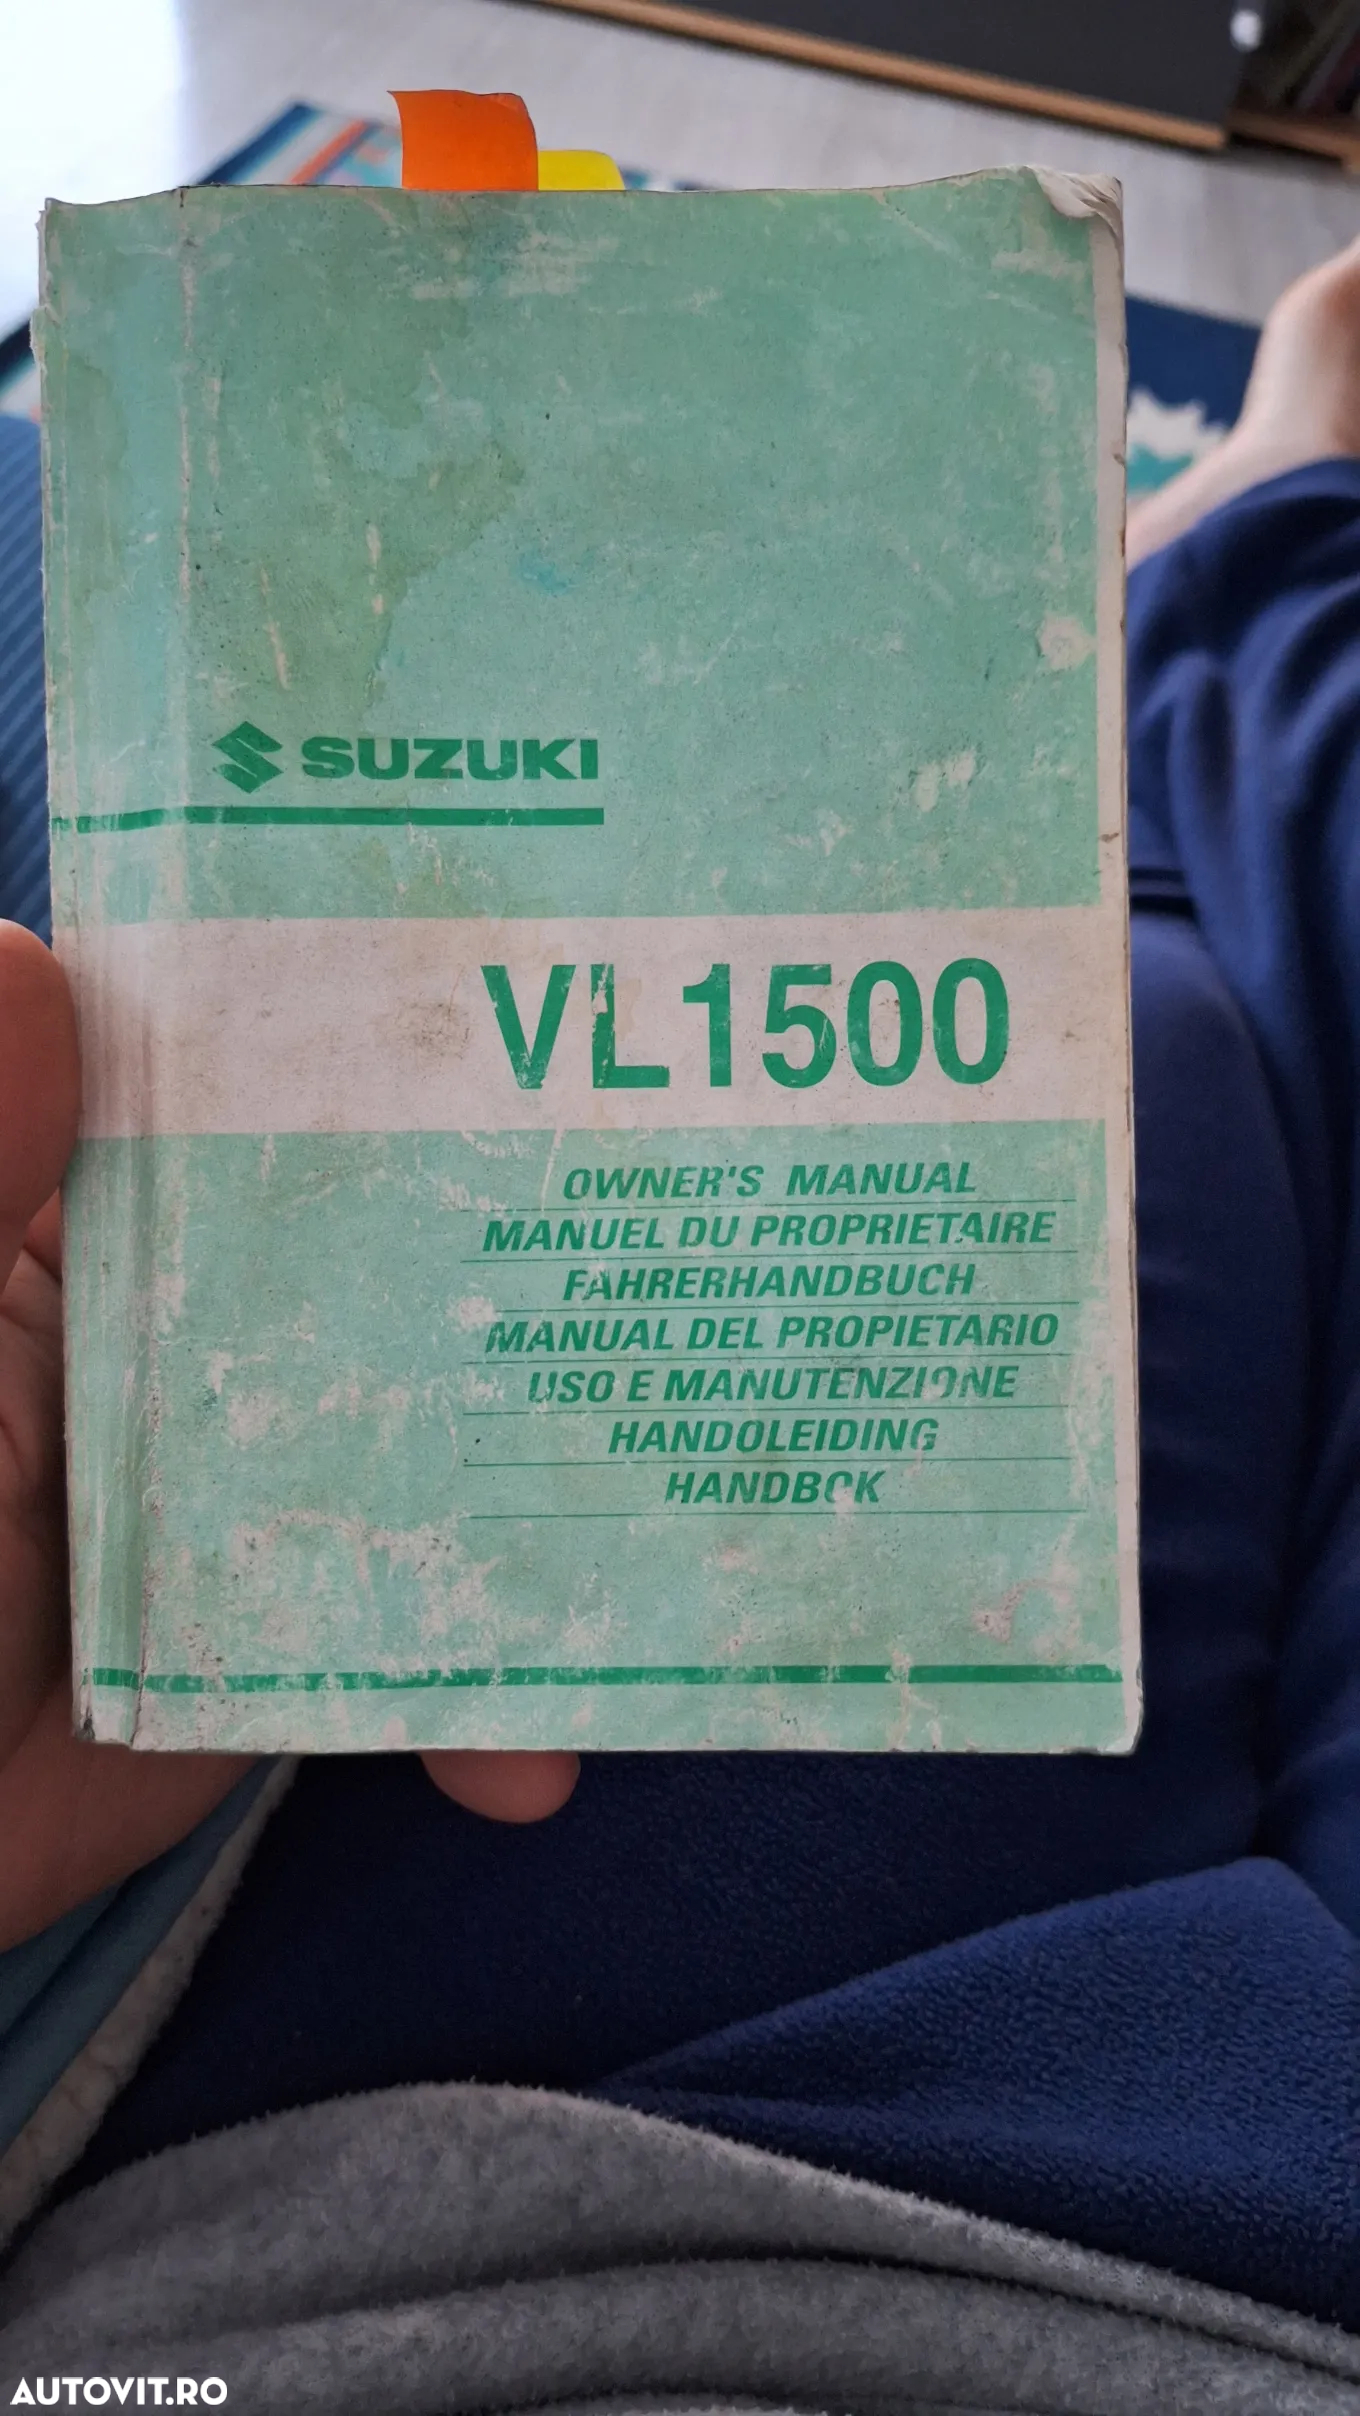 SUZUKI
VL1500
OWNER'S MANUAL
MANUEL DU PROPRIETAIRE
FAHRERHANDBUCH
MANUAL DEL PROPIETARIO
USO E MANUTENZIONE
HANDOLEIDING
HANDBOK
AUTOVIT.RO